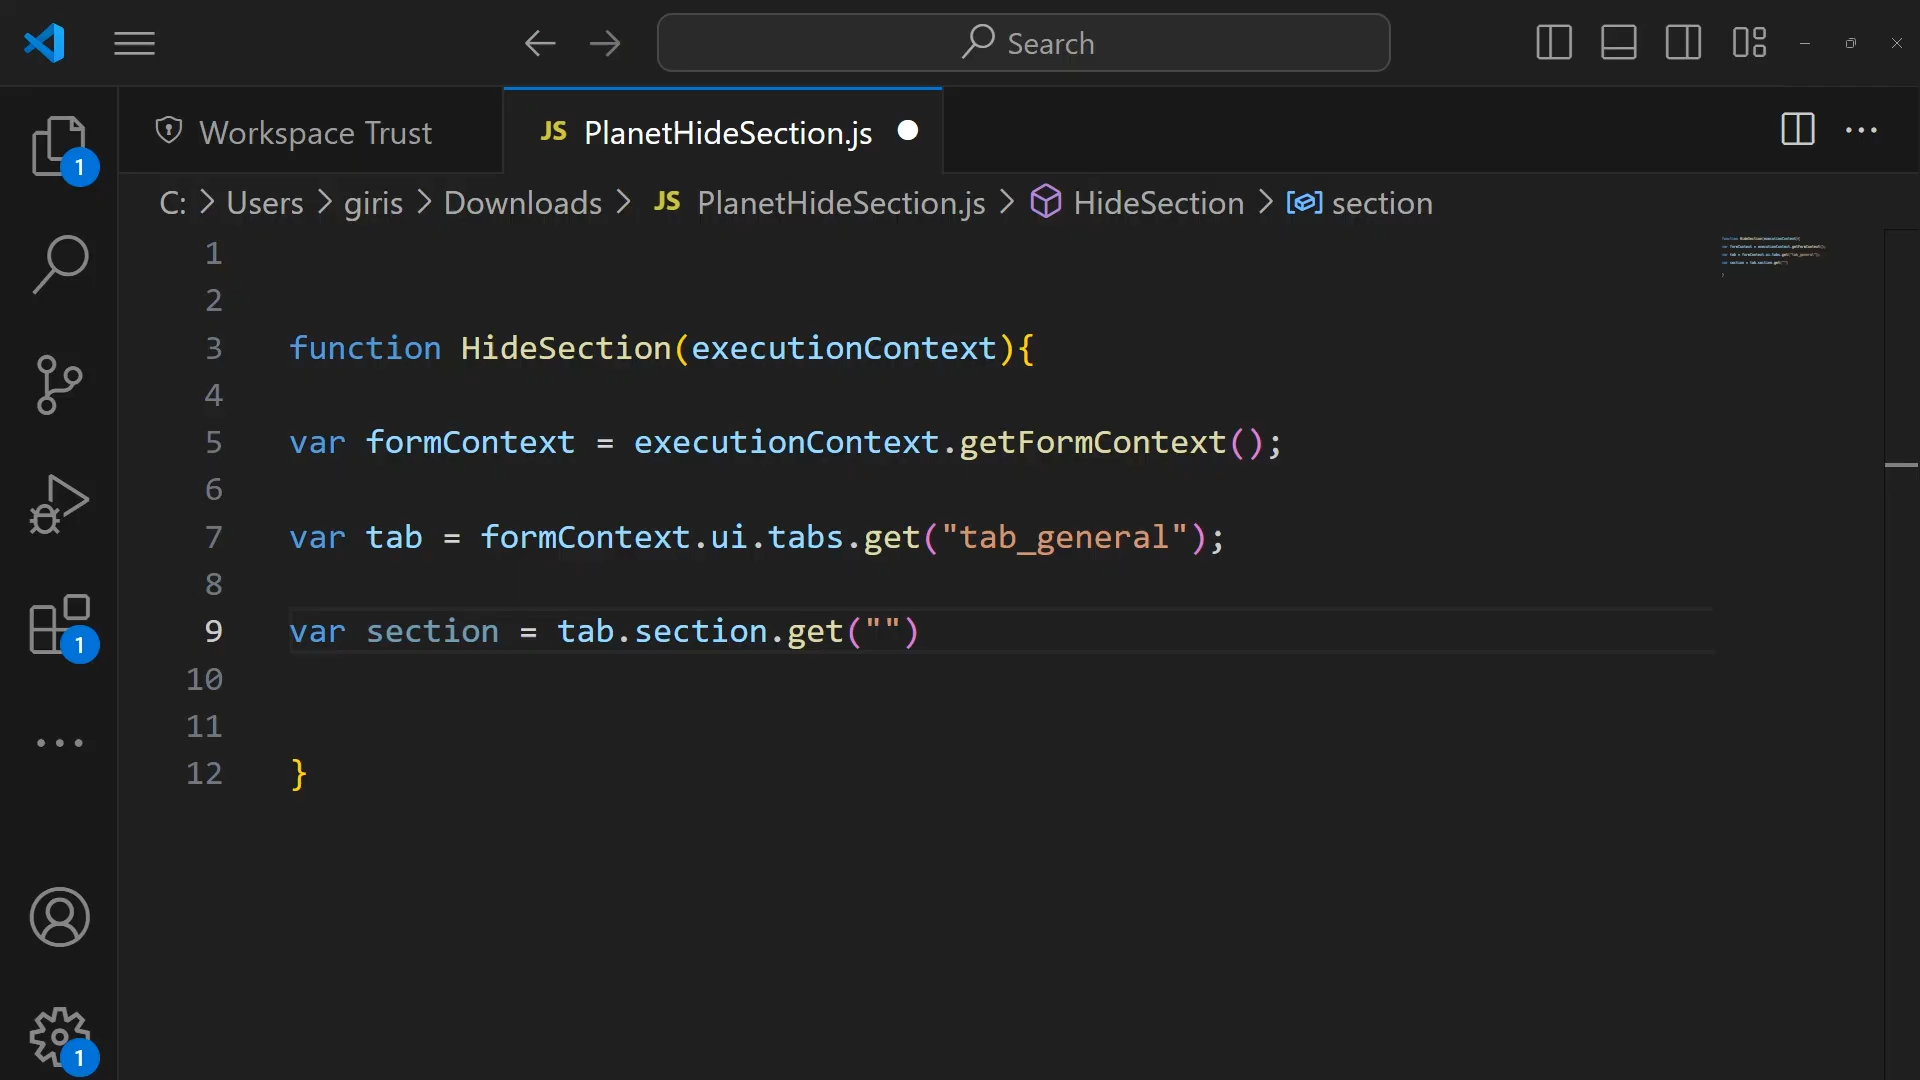 Search
Workspace Trust
JS PlanetHideSection.js
C: > Users > giris > Downloads > JS PlanetHideSection.js > HideSection > section
1
2
3 function HideSection(executionContext){
4
5 var formContext = executionContext.getFormContext();
6
7 var tab = formContext.ui.tabs.get("tab_general");
8
9 var section = tab.section.get("")
10
11
12 }
1
1
1